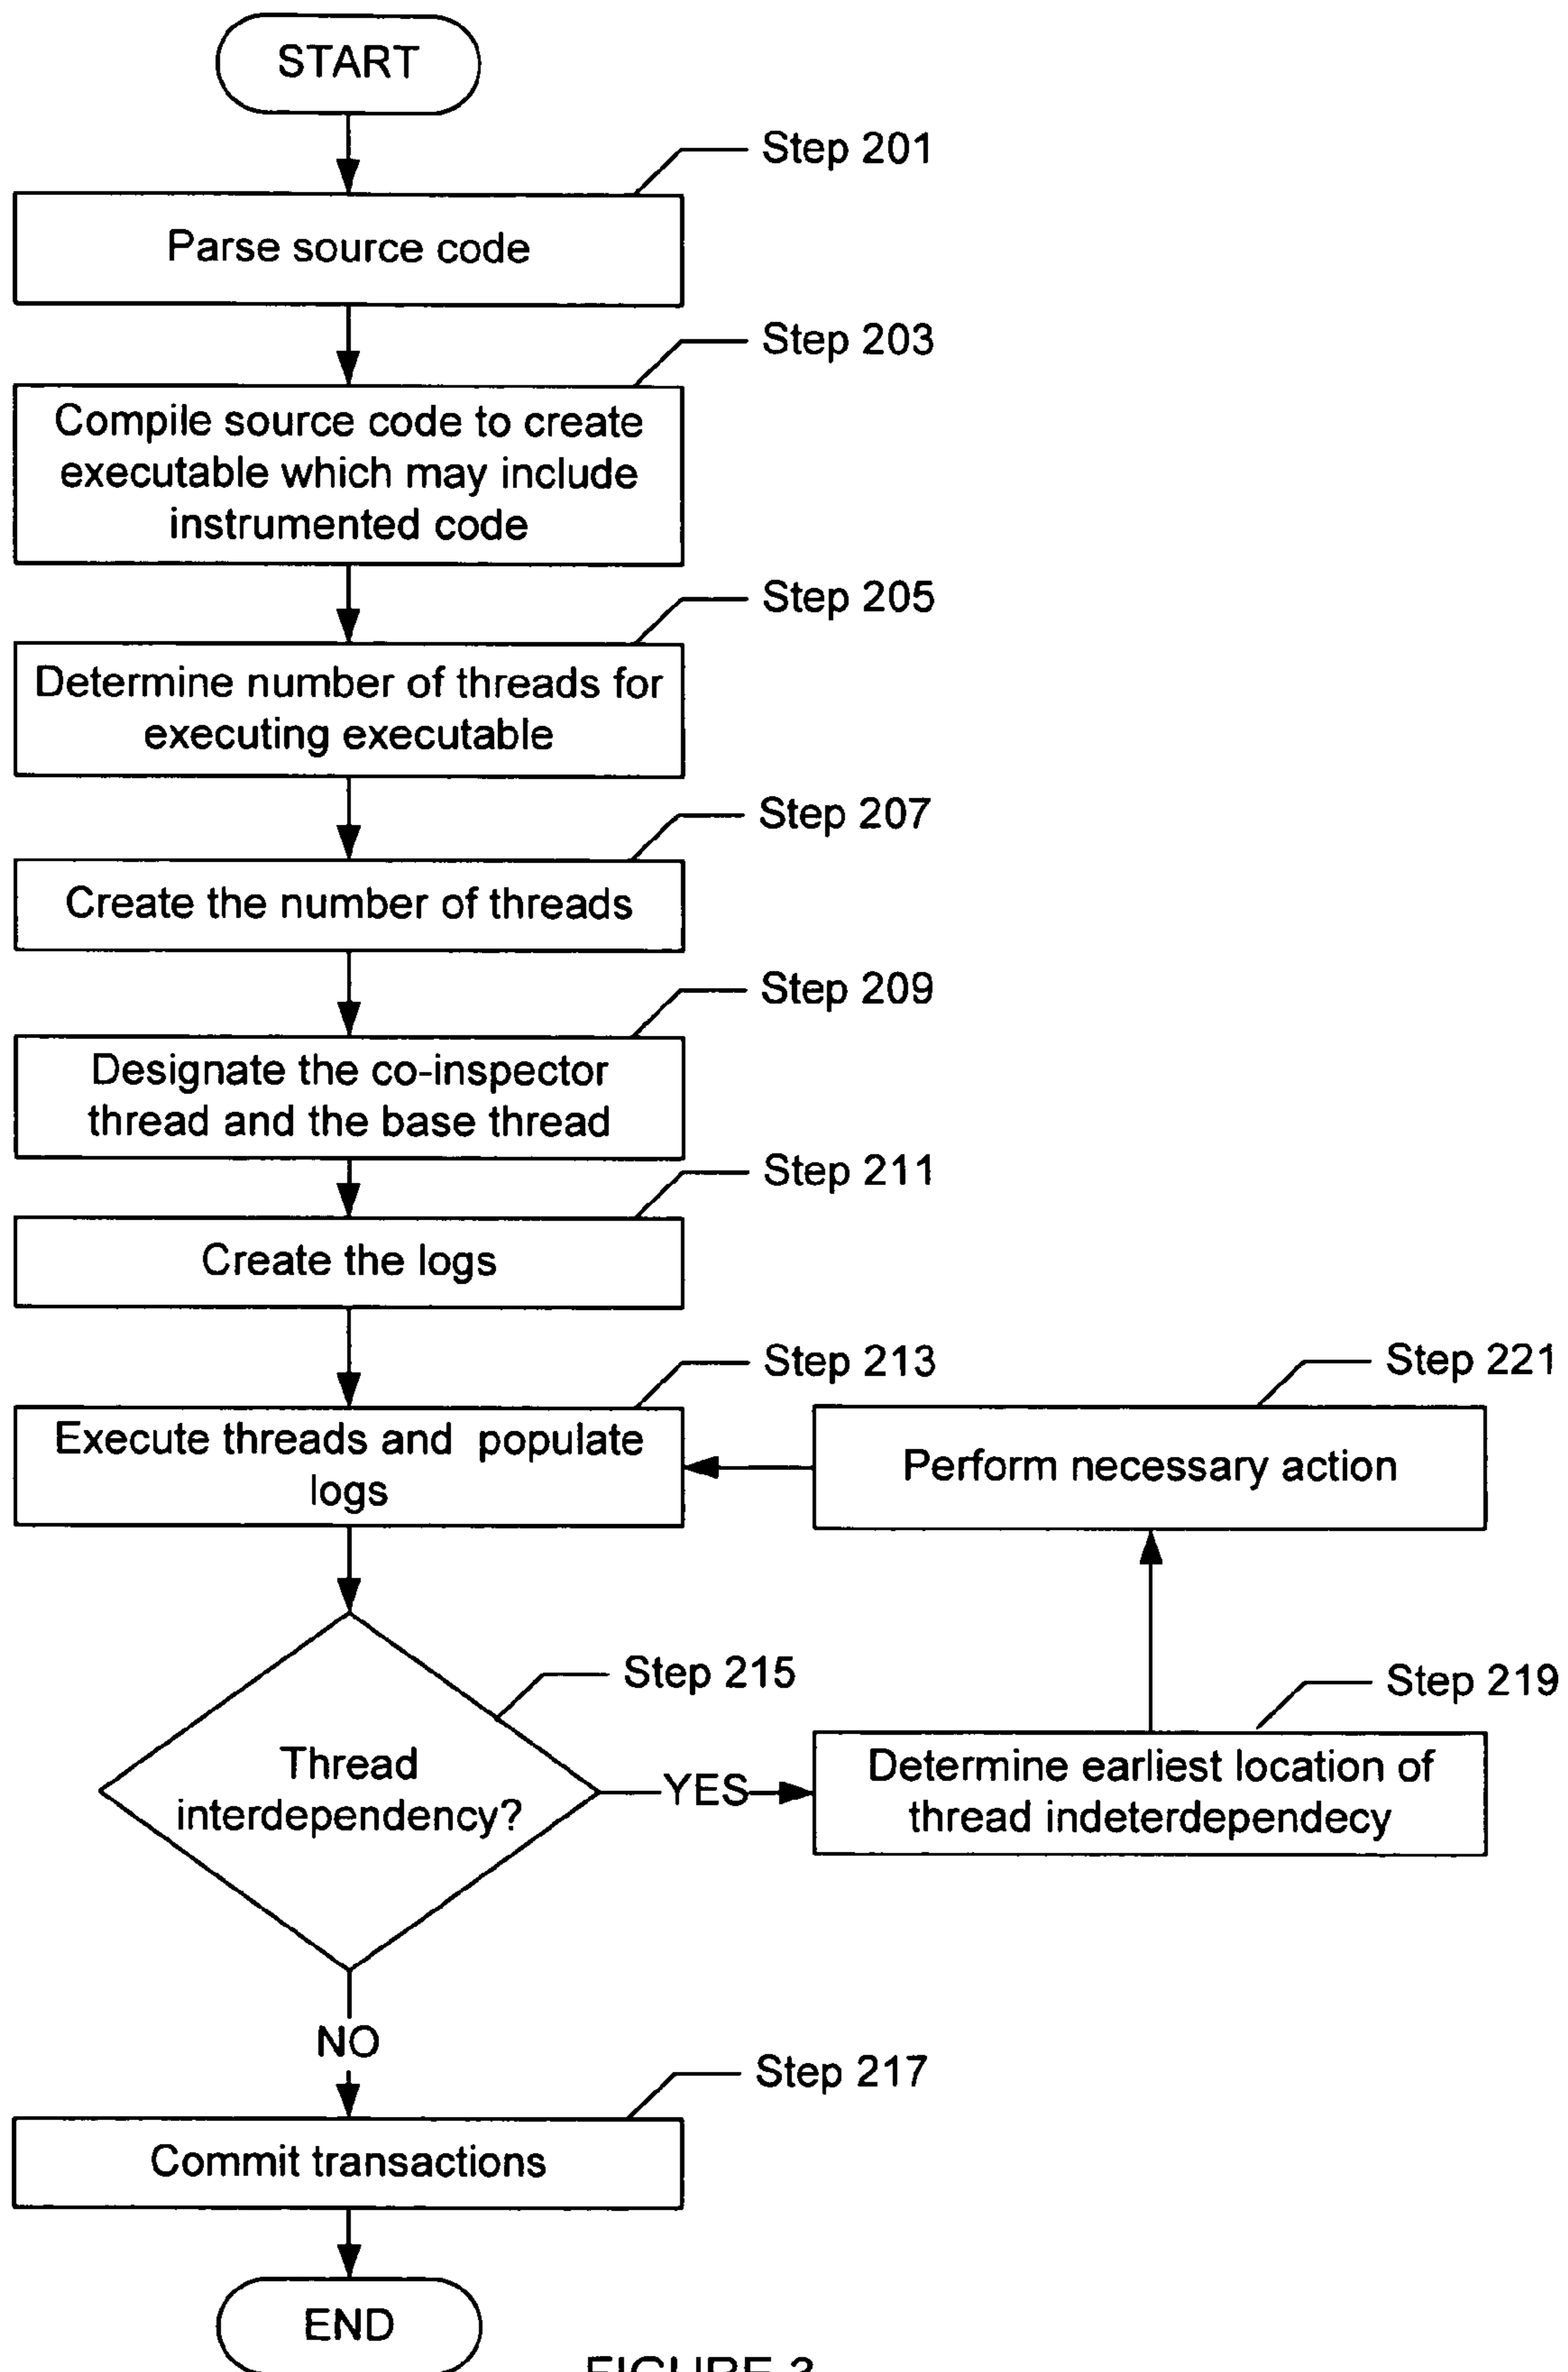 START
Step 201
Parse source code
Step 203
Compile source code to create
executable which may include
instrumented code
Step 205
Determine number of threads for
executing executable
Step 207
Create the number of threads
Step 209
Designate the co-inspector
thread and the base thread
Step 211
Create the logs
Step 213
Execute threads and populate
logs
Step 221
Perform necessary action
Step 215
Thread
interdependency?
YES
Step 219
Determine earliest location of
thread indeterdependecy
NO
Step 217
Commit transactions
END
FIGURE 3